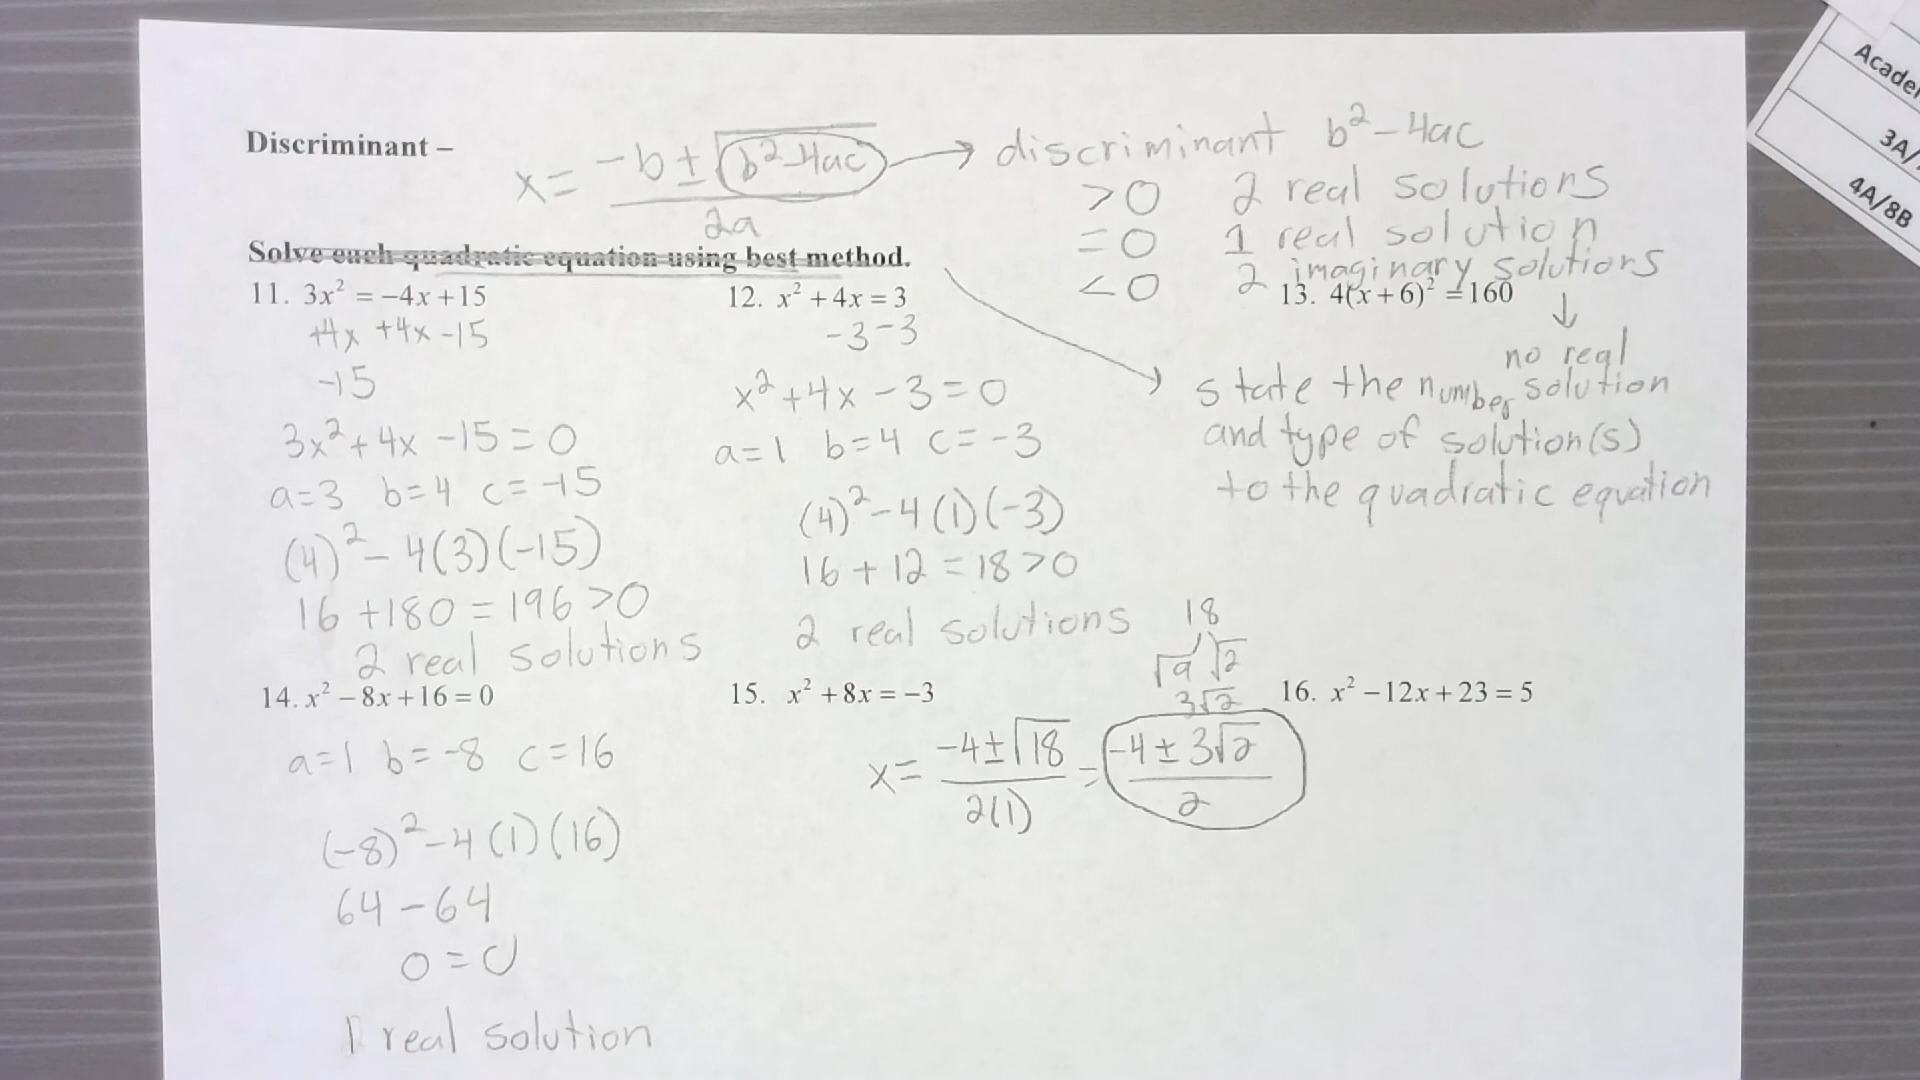 Acade
3A/
4A/8B
Discriminant – x = -b ± √b² - 4ac / 2a → discriminant b² - 4ac
> 0 2 real solutions
= 0 1 real solution
< 0 2 imaginary solutions
↓
no real
solution
Solve each quadratic equation using best method.
→ state the number
and type of solution(s)
to the quadratic equation
11. 3x² = −4x + 15
+4x +4x -15
-15
3x² + 4x - 15 = 0
a=3 b=4 c=-15
(4)² - 4(3)(-15)
16 + 180 = 196 > 0
2 real solutions
12. x² + 4x = 3
-3 -3
x² + 4x - 3 = 0
a=1 b=4 c=-3
(4)² - 4(1)(-3)
16 + 12 = 18 > 0
2 real solutions
18
√9 √2
3√2
13. 4(x + 6)² = 160
14. x² − 8x + 16 = 0
a=1 b=-8 c=16
(-8)² - 4(1)(16)
64 - 64
0 = 0
1 real solution
15. x² + 8x = −3
x = -4 ± √18 / 2(1) = -4 ± 3√2 / 2
16. x² − 12x + 23 = 5